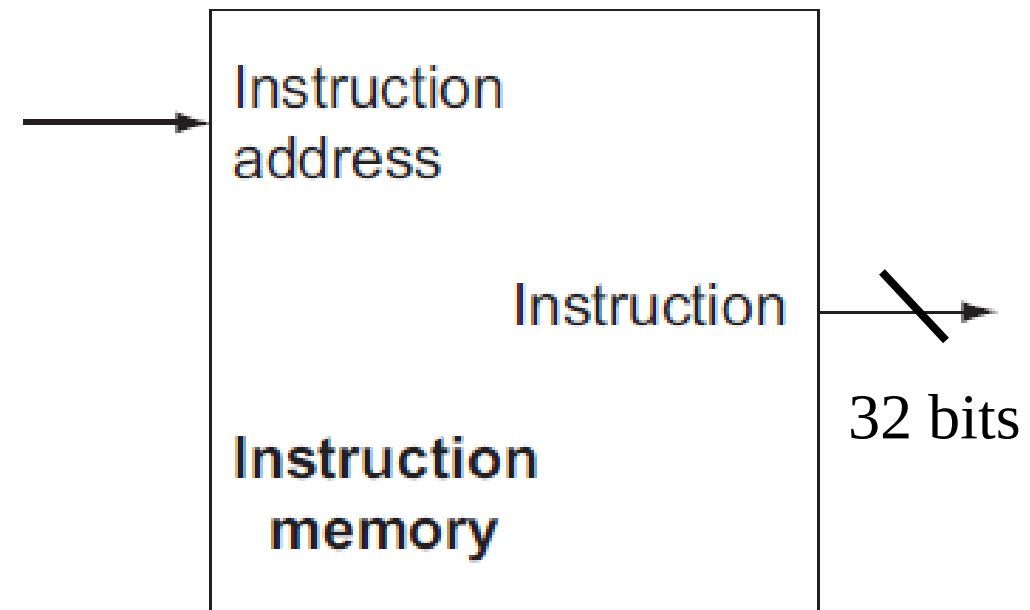 Instruction
address
Instruction
32 bits
Instruction
memory